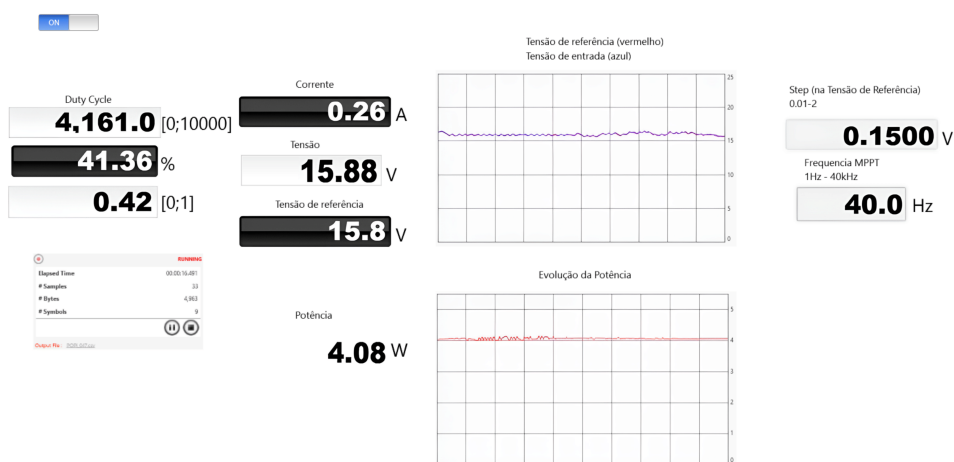 ON
Duty Cycle
4,161.0 [0;10000]
41.36 %
0.42 [0;1]
Corrente
0.26 A
Tensão
15.88 V
Tensão de referência
15.8 V
Tensão de referência (vermelho)
Tensão de entrada (azul)
25
20
15
10
5
0
Step (na Tensão de Referência)
0.01-2
0.1500 V
Frequencia MPPT
1Hz - 40kHz
40.0 Hz
RUNNING
Elapsed Time 00:00:16.481
# Samples 33
# Bytes 4,963
# Symbols 9
Output File :
Potência
4.08 W
Evolução da Potência
5
4
3
2
1
0